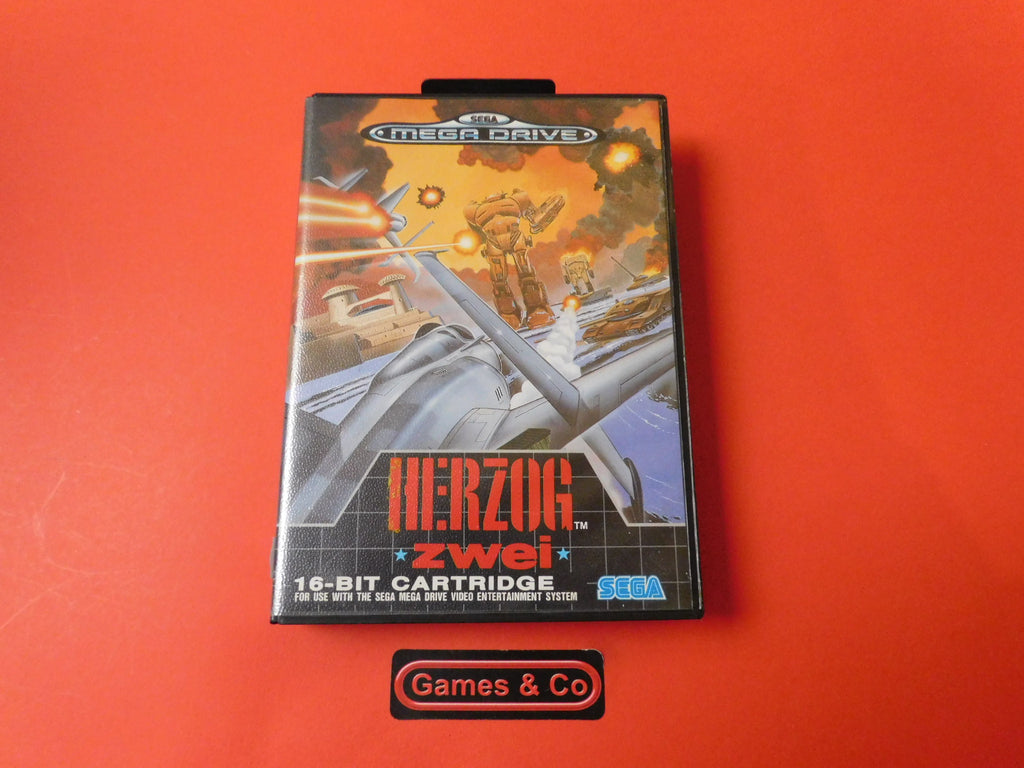 SEGA
MEGA DRIVE
HERZOG TM
zwei
16-BIT CARTRIDGE
FOR USE WITH THE SEGA MEGA DRIVE VIDEO ENTERTAINMENT SYSTEM
SEGA
Games & Co